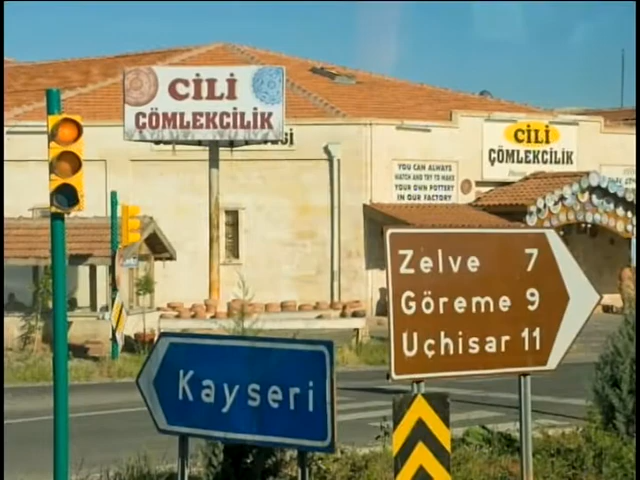 CİLİ
ÇÖMLEKCİLİK
CİLİ
ÇÖMLEKCİLİK
YOU CAN ALWAYS
WATCH AND TRY TO MAKE
YOUR OWN POTTERY
IN OUR FACTORY
Zelve 7
Göreme 9
Uçhisar 11
Kayseri